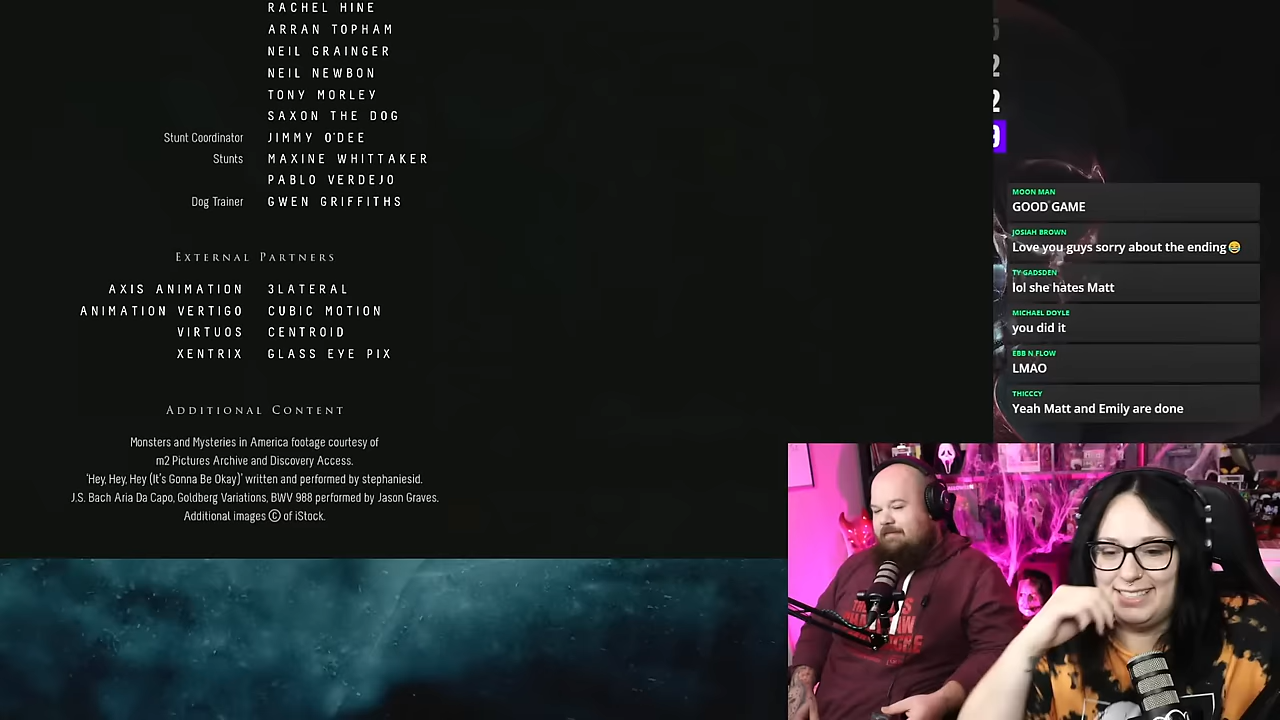 RACHEL HINE
ARRAN TOPHAM
NEIL GRAINGER
NEIL NEWBON
TONY MORLEY
SAXON THE DOG
Stunt Coordinator JIMMY O'DEE
Stunts MAXINE WHITTAKER
PABLO VERDEJO
Dog Trainer GWEN GRIFFITHS
EXTERNAL PARTNERS
AXIS ANIMATION 3LATERAL
ANIMATION VERTIGO CUBIC MOTION
VIRTUOS CENTROID
XENTRIX GLASS EYE PIX
ADDITIONAL CONTENT
Monsters and Mysteries in America footage courtesy of
m2 Pictures Archive and Discovery Access.
'Hey, Hey, Hey (It's Gonna Be Okay)' written and performed by stephaniesid.
J.S. Bach Aria Da Capo, Goldberg Variations, BWV 988 performed by Jason Graves.
Additional images © of iStock.
2
2
9
MOON MAN
GOOD GAME
JOSIAH BROWN
Love you guys sorry about the ending😅
TY GADSDEN
lol she hates Matt
MICHAEL DOYLE
you did it
EBB N FLOW
LMAO
THICCCY
Yeah Matt and Emily are done